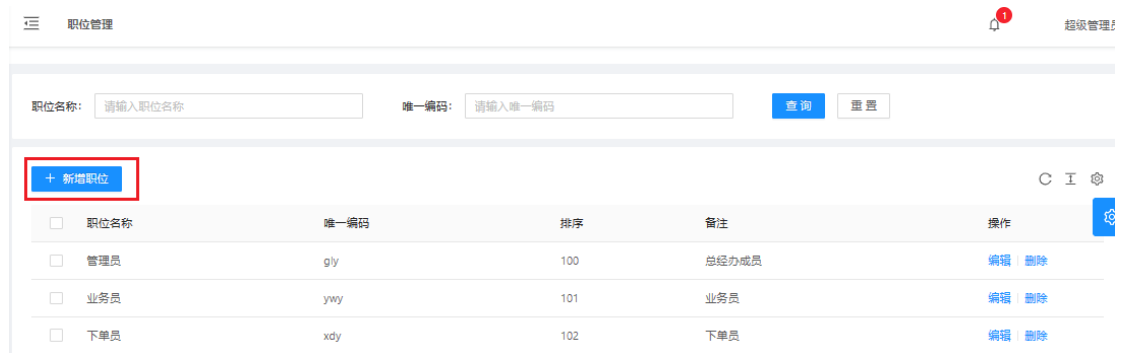 职位管理
1
超级管理员
职位名称: 请输入职位名称 唯一编码: 请输入唯一编码 查询 重置
+ 新增职位
职位名称 唯一编码 排序 备注 操作
管理员 gly 100 总经办成员 编辑 删除
业务员 ywy 101 业务员 编辑 删除
下单员 xdy 102 下单员 编辑 删除